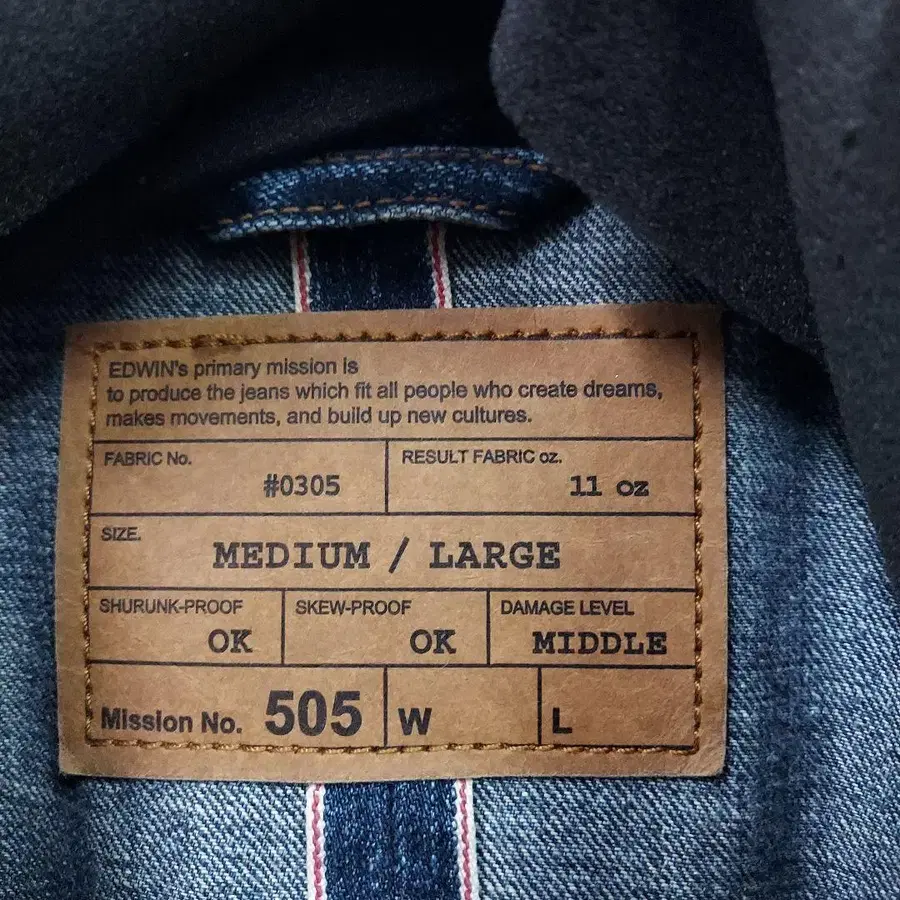 EDWIN's primary mission is
to produce the jeans which fit all people who create dreams,
makes movements, and build up new cultures.
FABRIC No.
#0305
RESULT FABRIC oz.
11 oz
SIZE.
MEDIUM / LARGE
SHURUNK-PROOF
OK
SKEW-PROOF
OK
DAMAGE LEVEL
MIDDLE
Mission No. 505
W
L